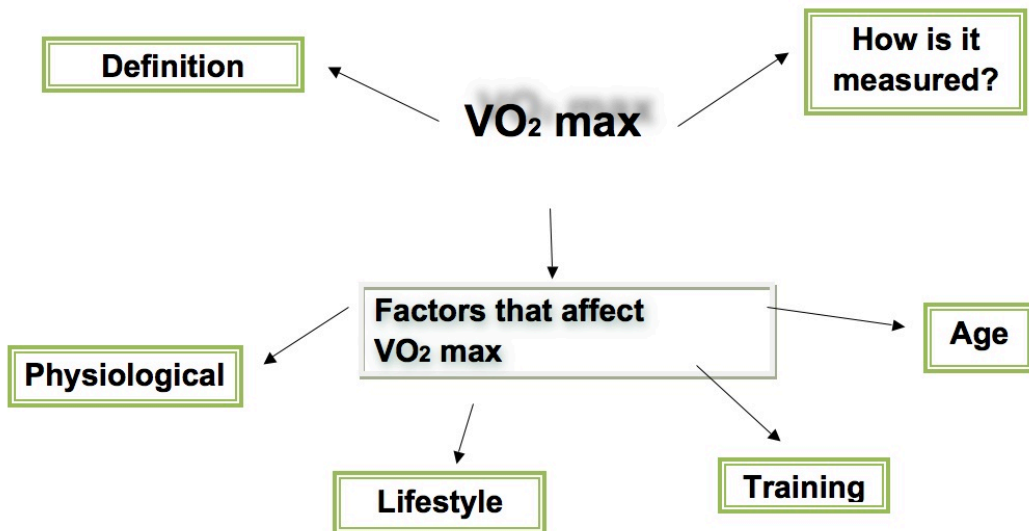 Definition
How is it
measured?
VO₂ max
Factors that affect
VO₂ max
Age
Physiological
Training
Lifestyle